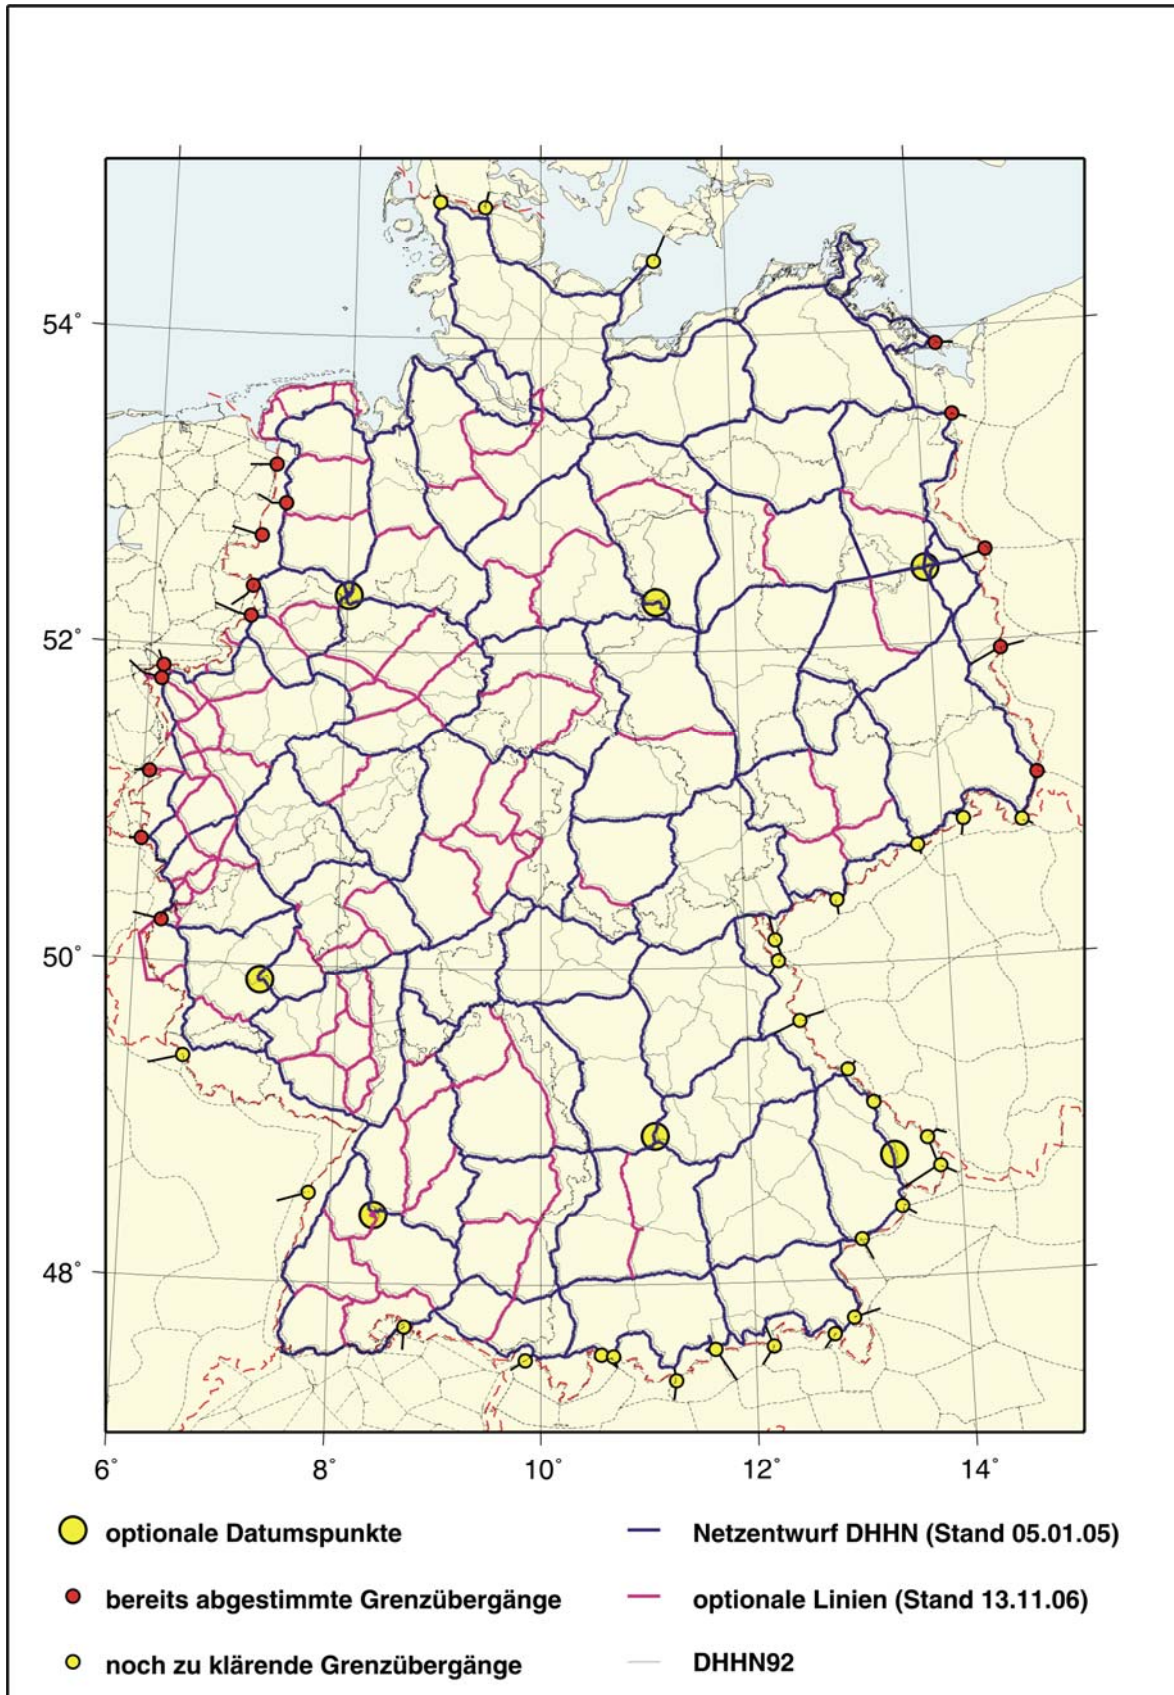 54°
52°
50°
48°
6° 8° 10° 12° 14°
optionale Datumspunkte
bereits abgestimmte Grenzübergänge
noch zu klärende Grenzübergänge
Netzentwurf DHHN (Stand 05.01.05)
optionale Linien (Stand 13.11.06)
DHHN92